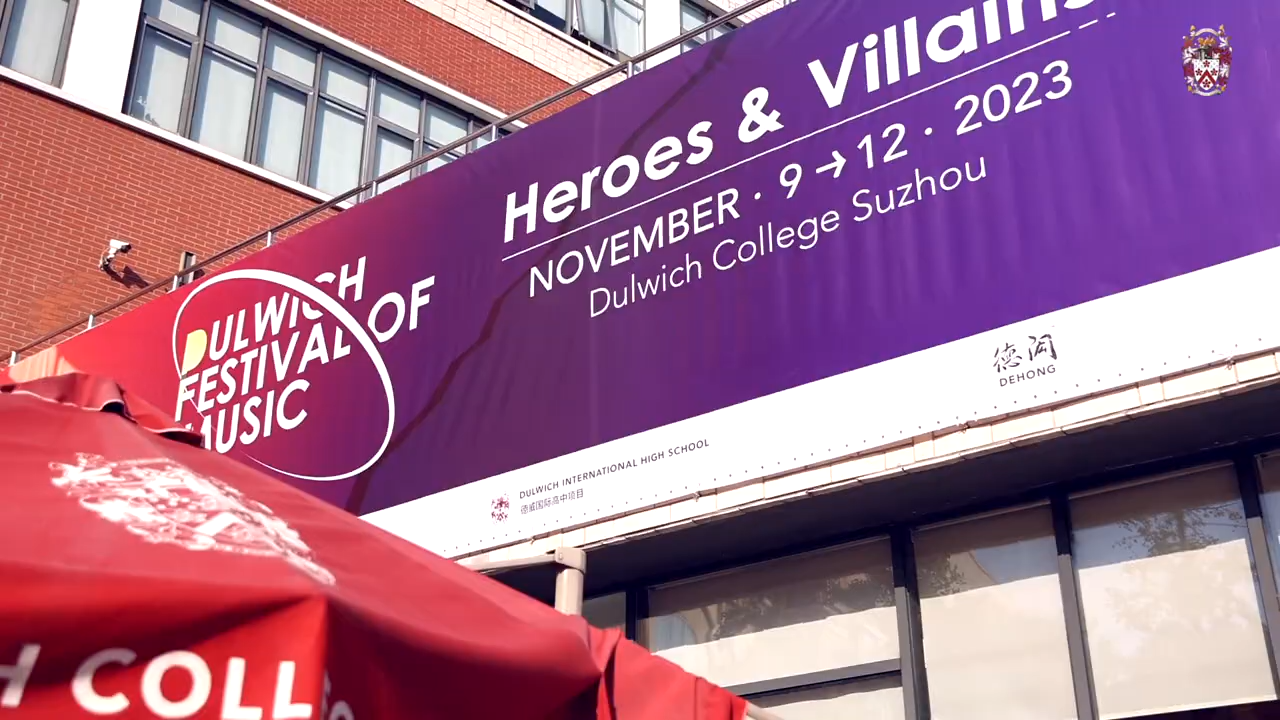 Heroes & Villains
NOVEMBER · 9 → 12 · 2023
Dulwich College Suzhou
DULWICH
FESTIVAL OF
MUSIC
德闳
DEHONG
DULWICH INTERNATIONAL HIGH SCHOOL
德威国际高中项目
H COLL